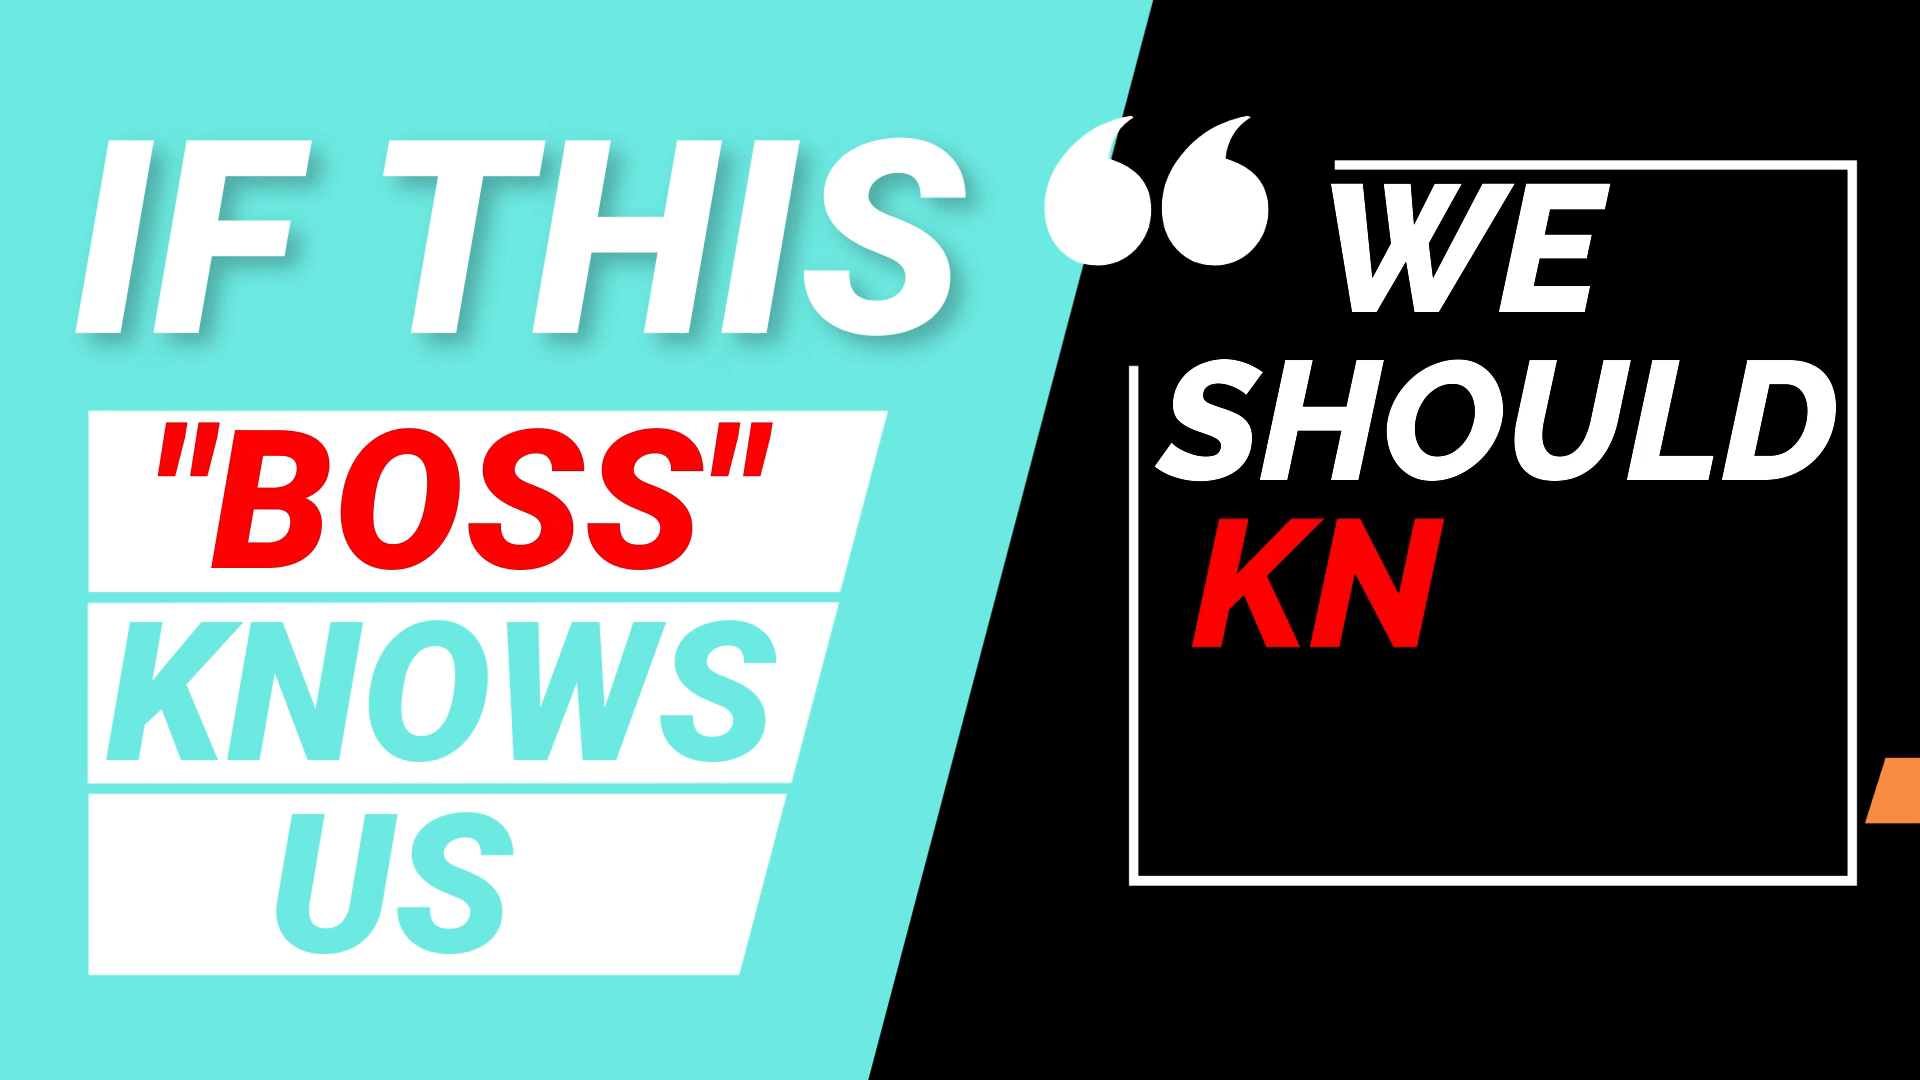 IF THIS
"BOSS"
KNOWS
US
“ WE
SHOULD
KN